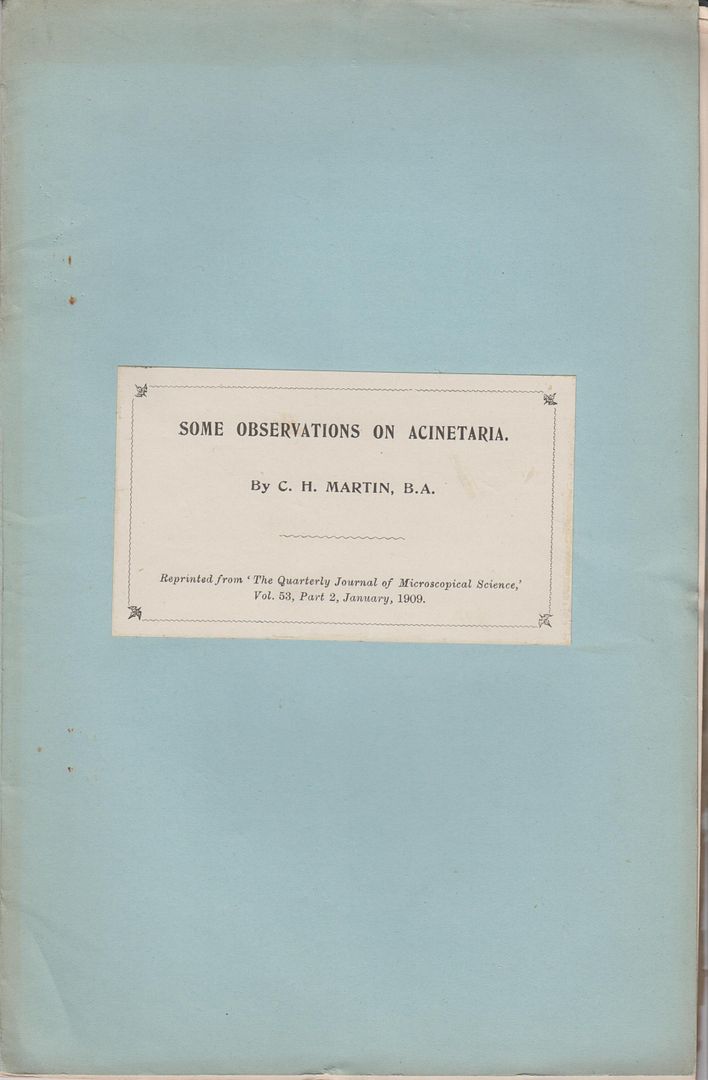 SOME OBSERVATIONS ON ACINETARIA.
By C. H. MARTIN, B.A.
Reprinted from ‘The Quarterly Journal of Microscopical Science,’
Vol. 53, Part 2, January, 1909.